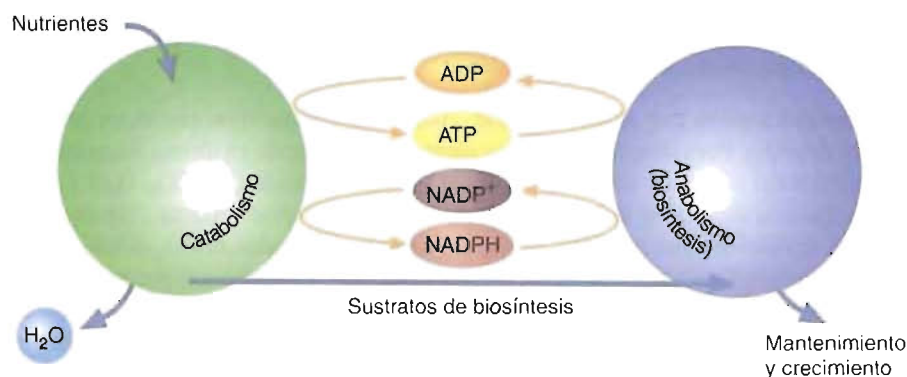 Nutrientes
ADP
ATP
NADP+
NADPH
Catabolismo
Anabolismo
(biosíntesis)
Sustratos de biosíntesis
H₂O
Mantenimiento
y crecimiento